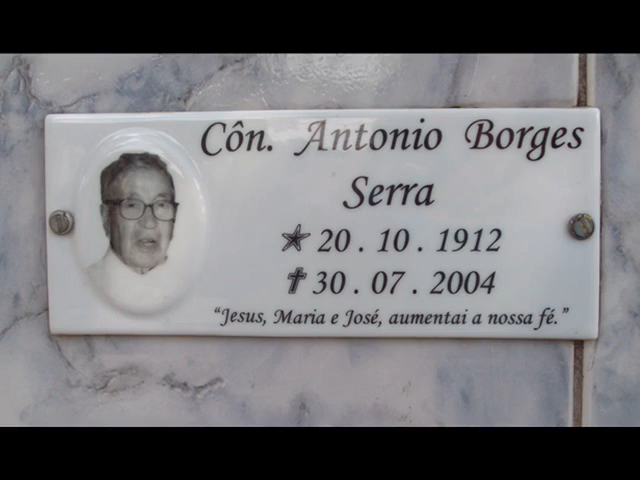 Côn. Antonio Borges
Serra
20 . 10 . 1912
30 . 07 . 2004
“Jesus, Maria e José, aumentai a nossa fé.”